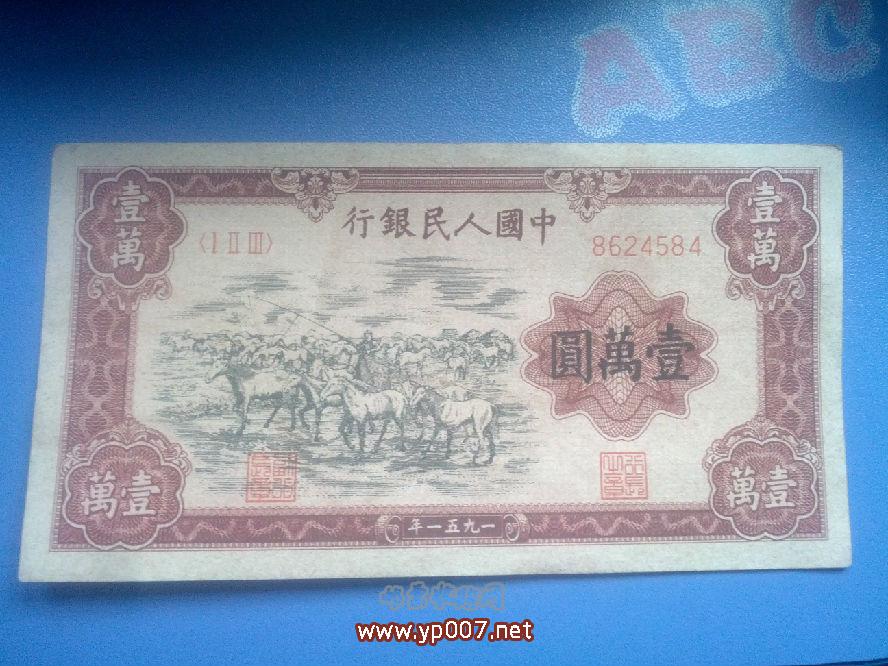 ABC
中國人民銀行
壹萬
壹萬
〈I II III〉
8624584
壹萬圓
壹萬
壹萬
一九五一年
www.yp007.net